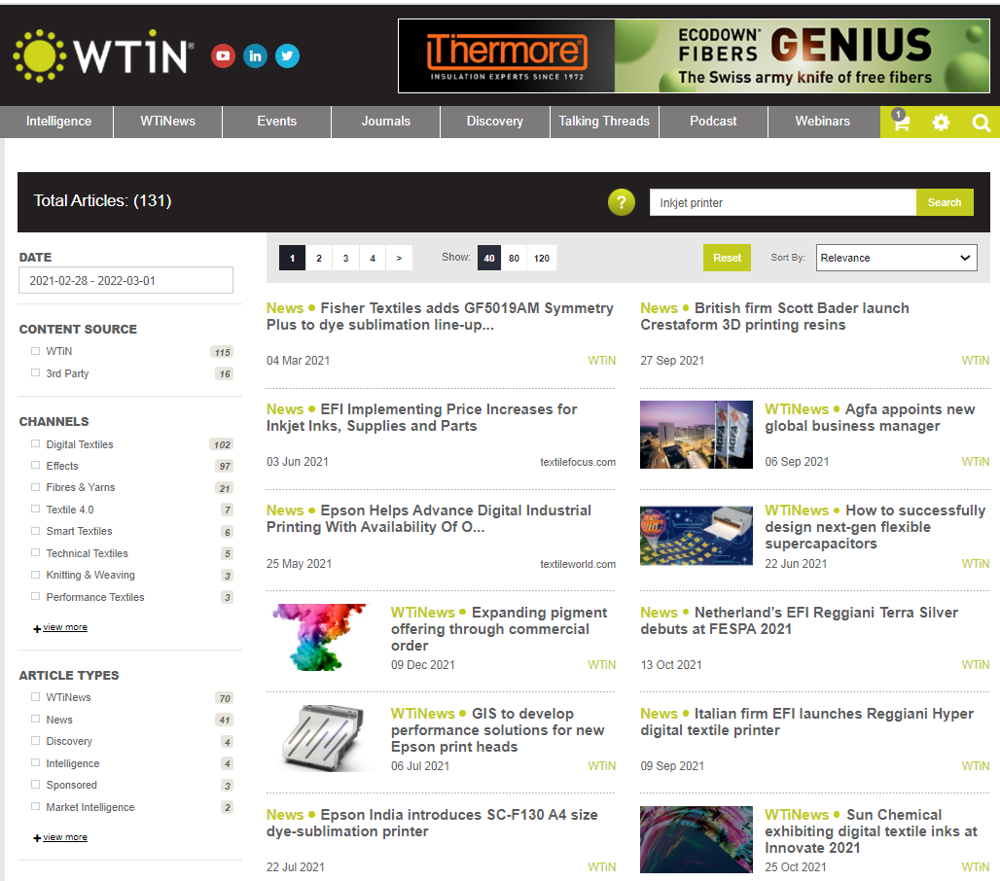 WTiN®
in
iThermore®
INSULATION EXPERTS SINCE 1972
ECODOWN®
FIBERS GENIUS
The Swiss army knife of free fibers
Intelligence
WTiNews
Events
Journals
Discovery
Talking Threads
Podcast
Webinars
1
Total Articles: (131)
?
Inkjet printer
Search
DATE
2021-02-28 - 2022-03-01
CONTENT SOURCE
WTiN 115
3rd Party 16
CHANNELS
Digital Textiles 102
Effects 97
Fibres & Yarns 21
Textile 4.0 7
Smart Textiles 6
Technical Textiles 5
Knitting & Weaving 3
Performance Textiles 3
+ view more
ARTICLE TYPES
WTiNews 70
News 41
Discovery 4
Intelligence 4
Sponsored 3
Market Intelligence 2
+ view more
1 2 3 4 >
Show: 40 80 120
Reset
Sort By: Relevance
News • Fisher Textiles adds GF5019AM Symmetry
Plus to dye sublimation line-up...
04 Mar 2021 WTiN
News • British firm Scott Bader launch
Crestaform 3D printing resins
27 Sep 2021 WTiN
News • EFI Implementing Price Increases for
Inkjet Inks, Supplies and Parts
03 Jun 2021 textilefocus.com
AGFA
WTiNews • Agfa appoints new
global business manager
06 Sep 2021 WTiN
News • Epson Helps Advance Digital Industrial
Printing With Availability Of O...
25 May 2021 textileworld.com
WTiNews • How to successfully
design next-gen flexible
supercapacitors
22 Jun 2021 WTiN
WTiNews • Expanding pigment
offering through commercial
order
09 Dec 2021 WTiN
News • Netherland's EFI Reggiani Terra Silver
debuts at FESPA 2021
13 Oct 2021 WTiN
WTiNews • GIS to develop
performance solutions for new
Epson print heads
06 Jul 2021 WTiN
News • Italian firm EFI launches Reggiani Hyper
digital textile printer
09 Sep 2021 WTiN
News • Epson India introduces SC-F130 A4 size
dye-sublimation printer
22 Jul 2021 WTiN
WTiNews • Sun Chemical
exhibiting digital textile inks at
Innovate 2021
25 Oct 2021 WTiN